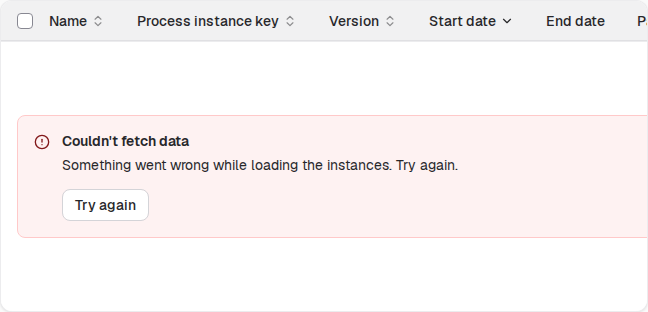 Name Process instance key Version Start date End date
Couldn't fetch data
Something went wrong while loading the instances. Try again.
Try again